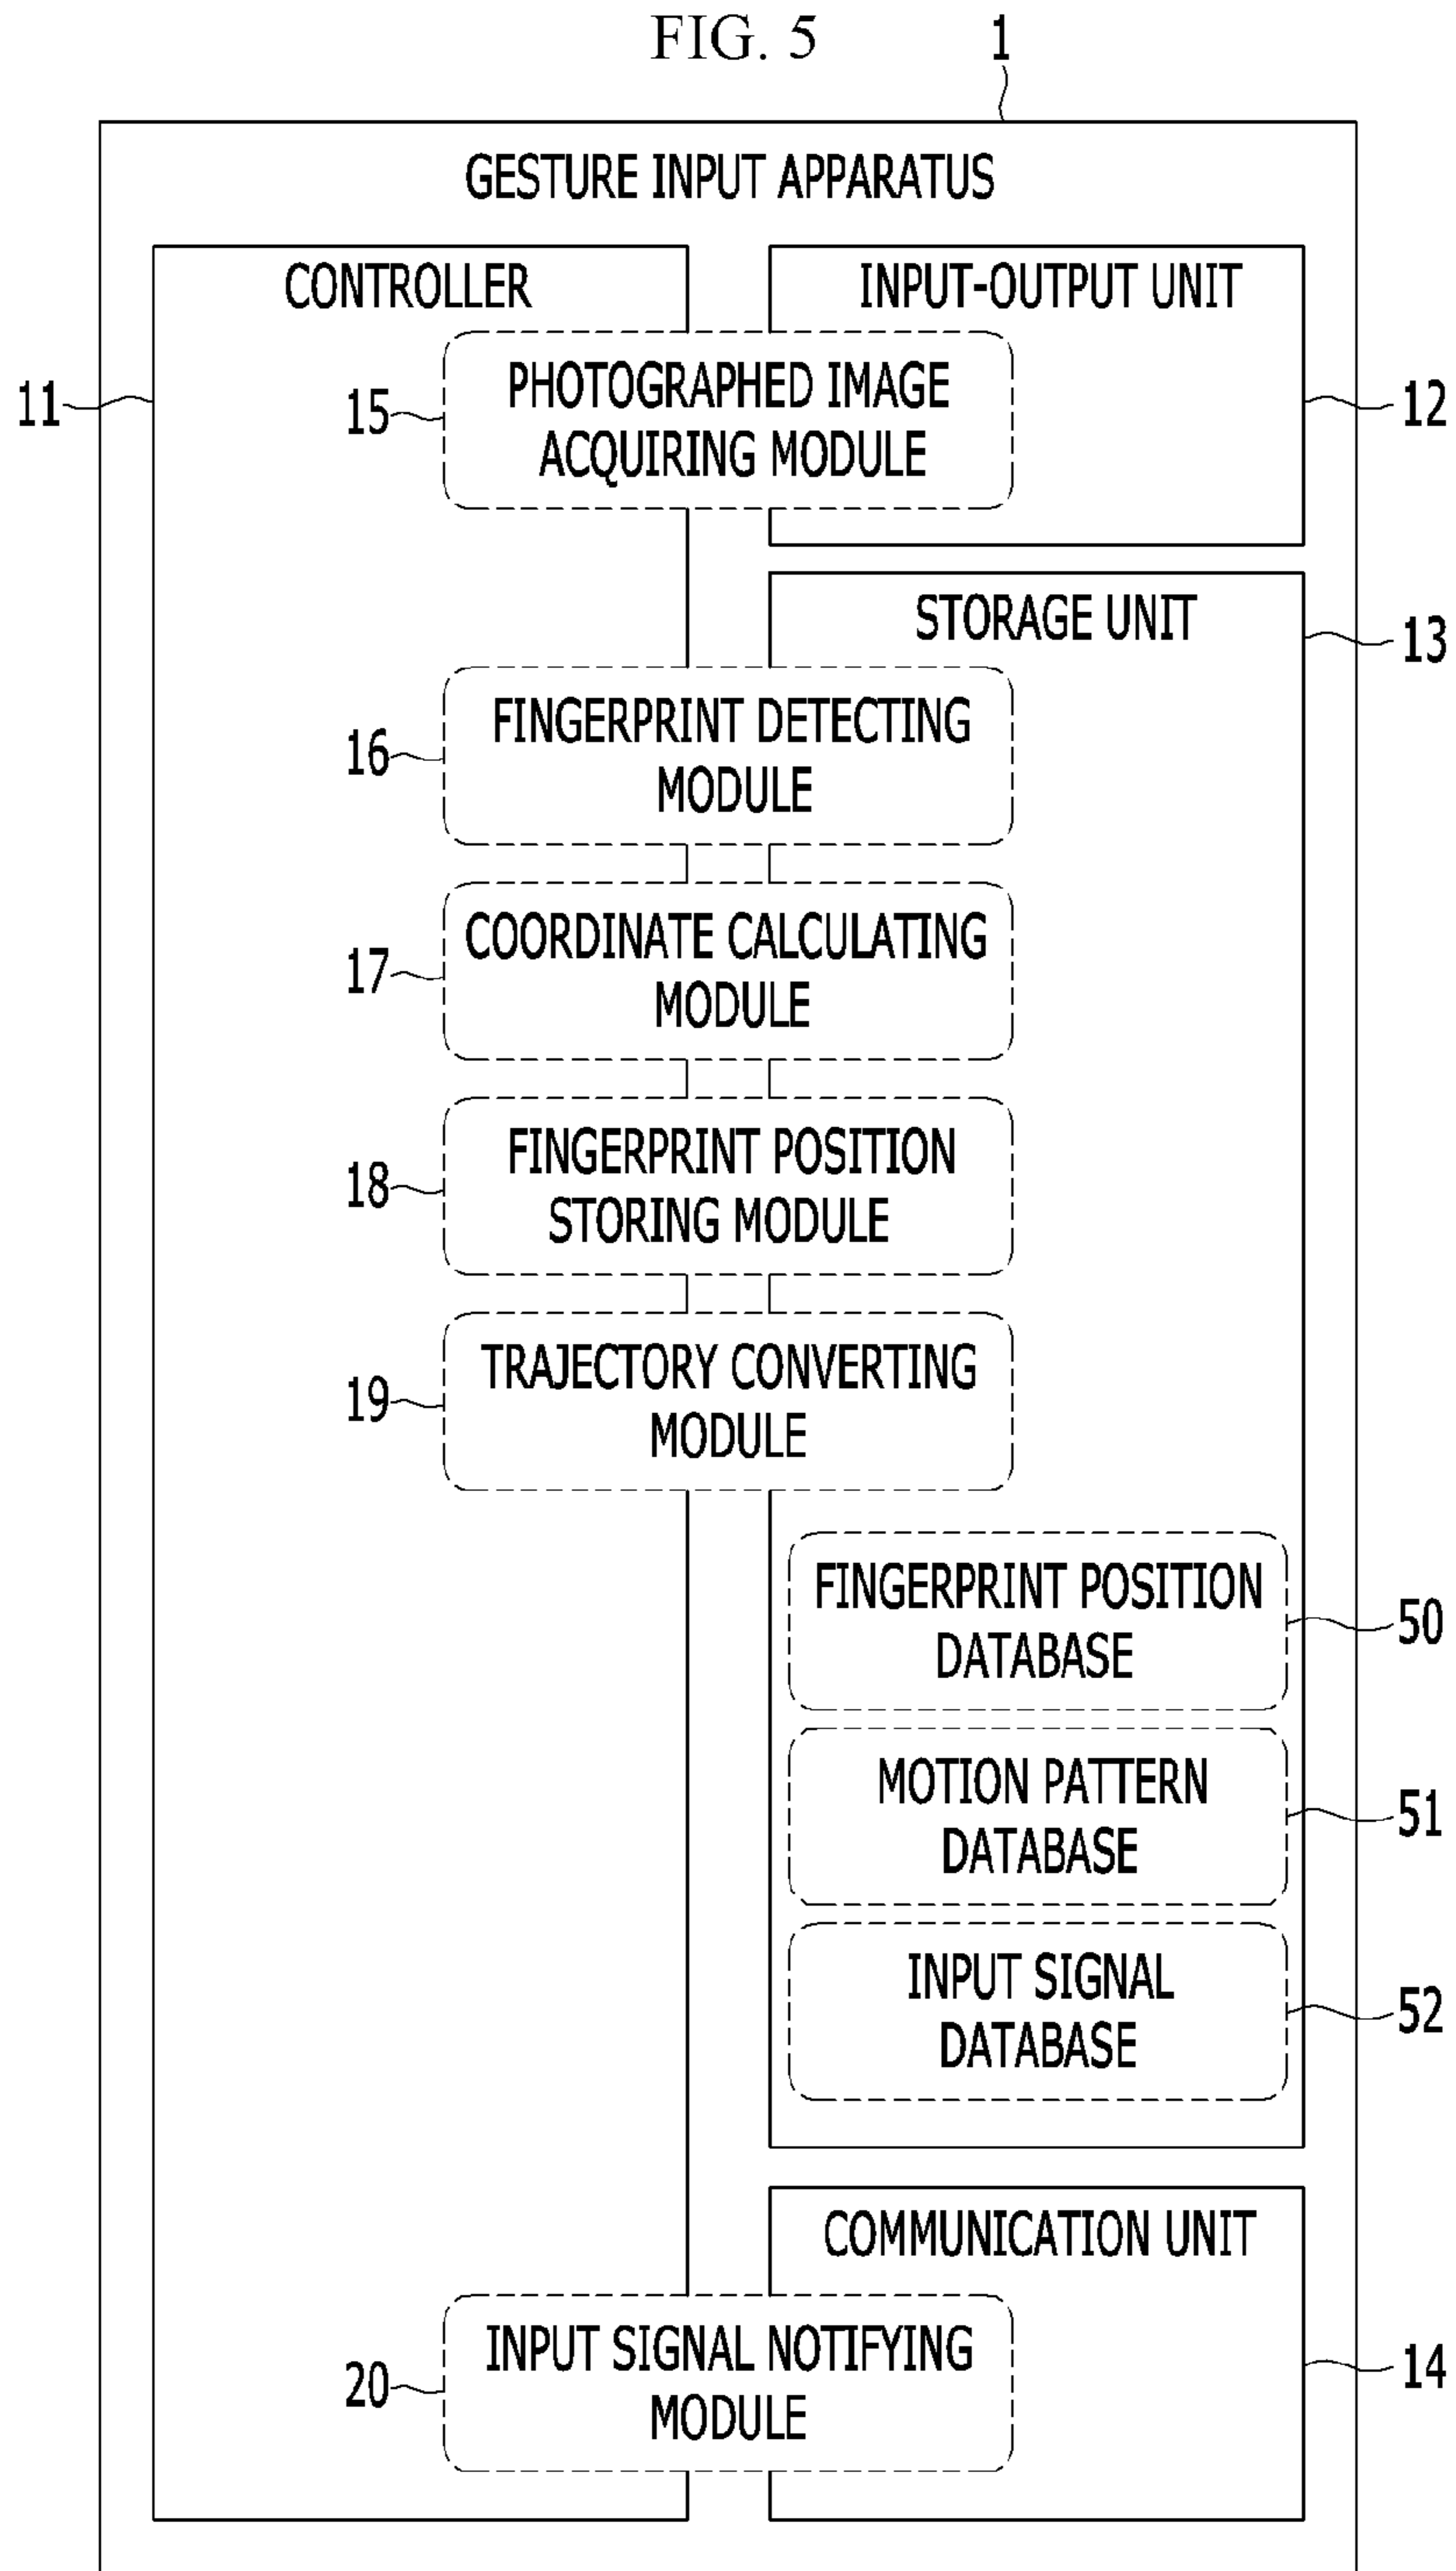 FIG. 5
1
GESTURE INPUT APPARATUS
CONTROLLER
INPUT-OUTPUT UNIT
11
15
PHOTOGRAPHED IMAGE
ACQUIRING MODULE
12
STORAGE UNIT
13
16
FINGERPRINT DETECTING
MODULE
17
COORDINATE CALCULATING
MODULE
18
FINGERPRINT POSITION
STORING MODULE
19
TRAJECTORY CONVERTING
MODULE
FINGERPRINT POSITION
DATABASE
50
MOTION PATTERN
DATABASE
51
INPUT SIGNAL
DATABASE
52
COMMUNICATION UNIT
20
INPUT SIGNAL NOTIFYING
MODULE
14